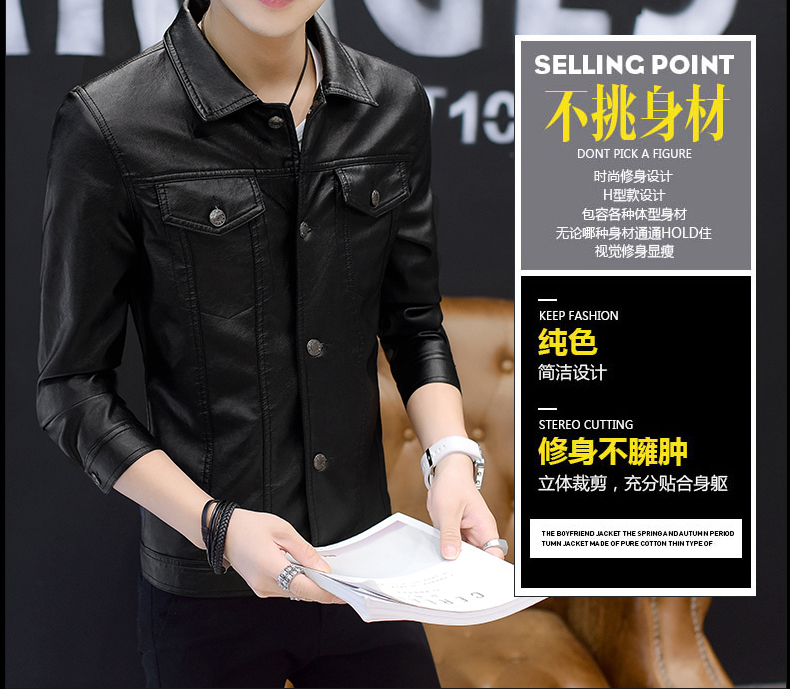 T10
SELLING POINT
不挑身材
DONT PICK A FIGURE
时尚修身设计
H型款设计
包容各种体型身材
无论哪种身材通通HOLD住
视觉修身显瘦
KEEP FASHION
纯色
简洁设计
STEREO CUTTING
修身不臃肿
立体裁剪，充分贴合身躯
THE BOYFRIEND JACKET THE SPRING AND AUTUMN PERIOD
TUMN JACKET MADE OF PURE COTTON THIN TYPE OF